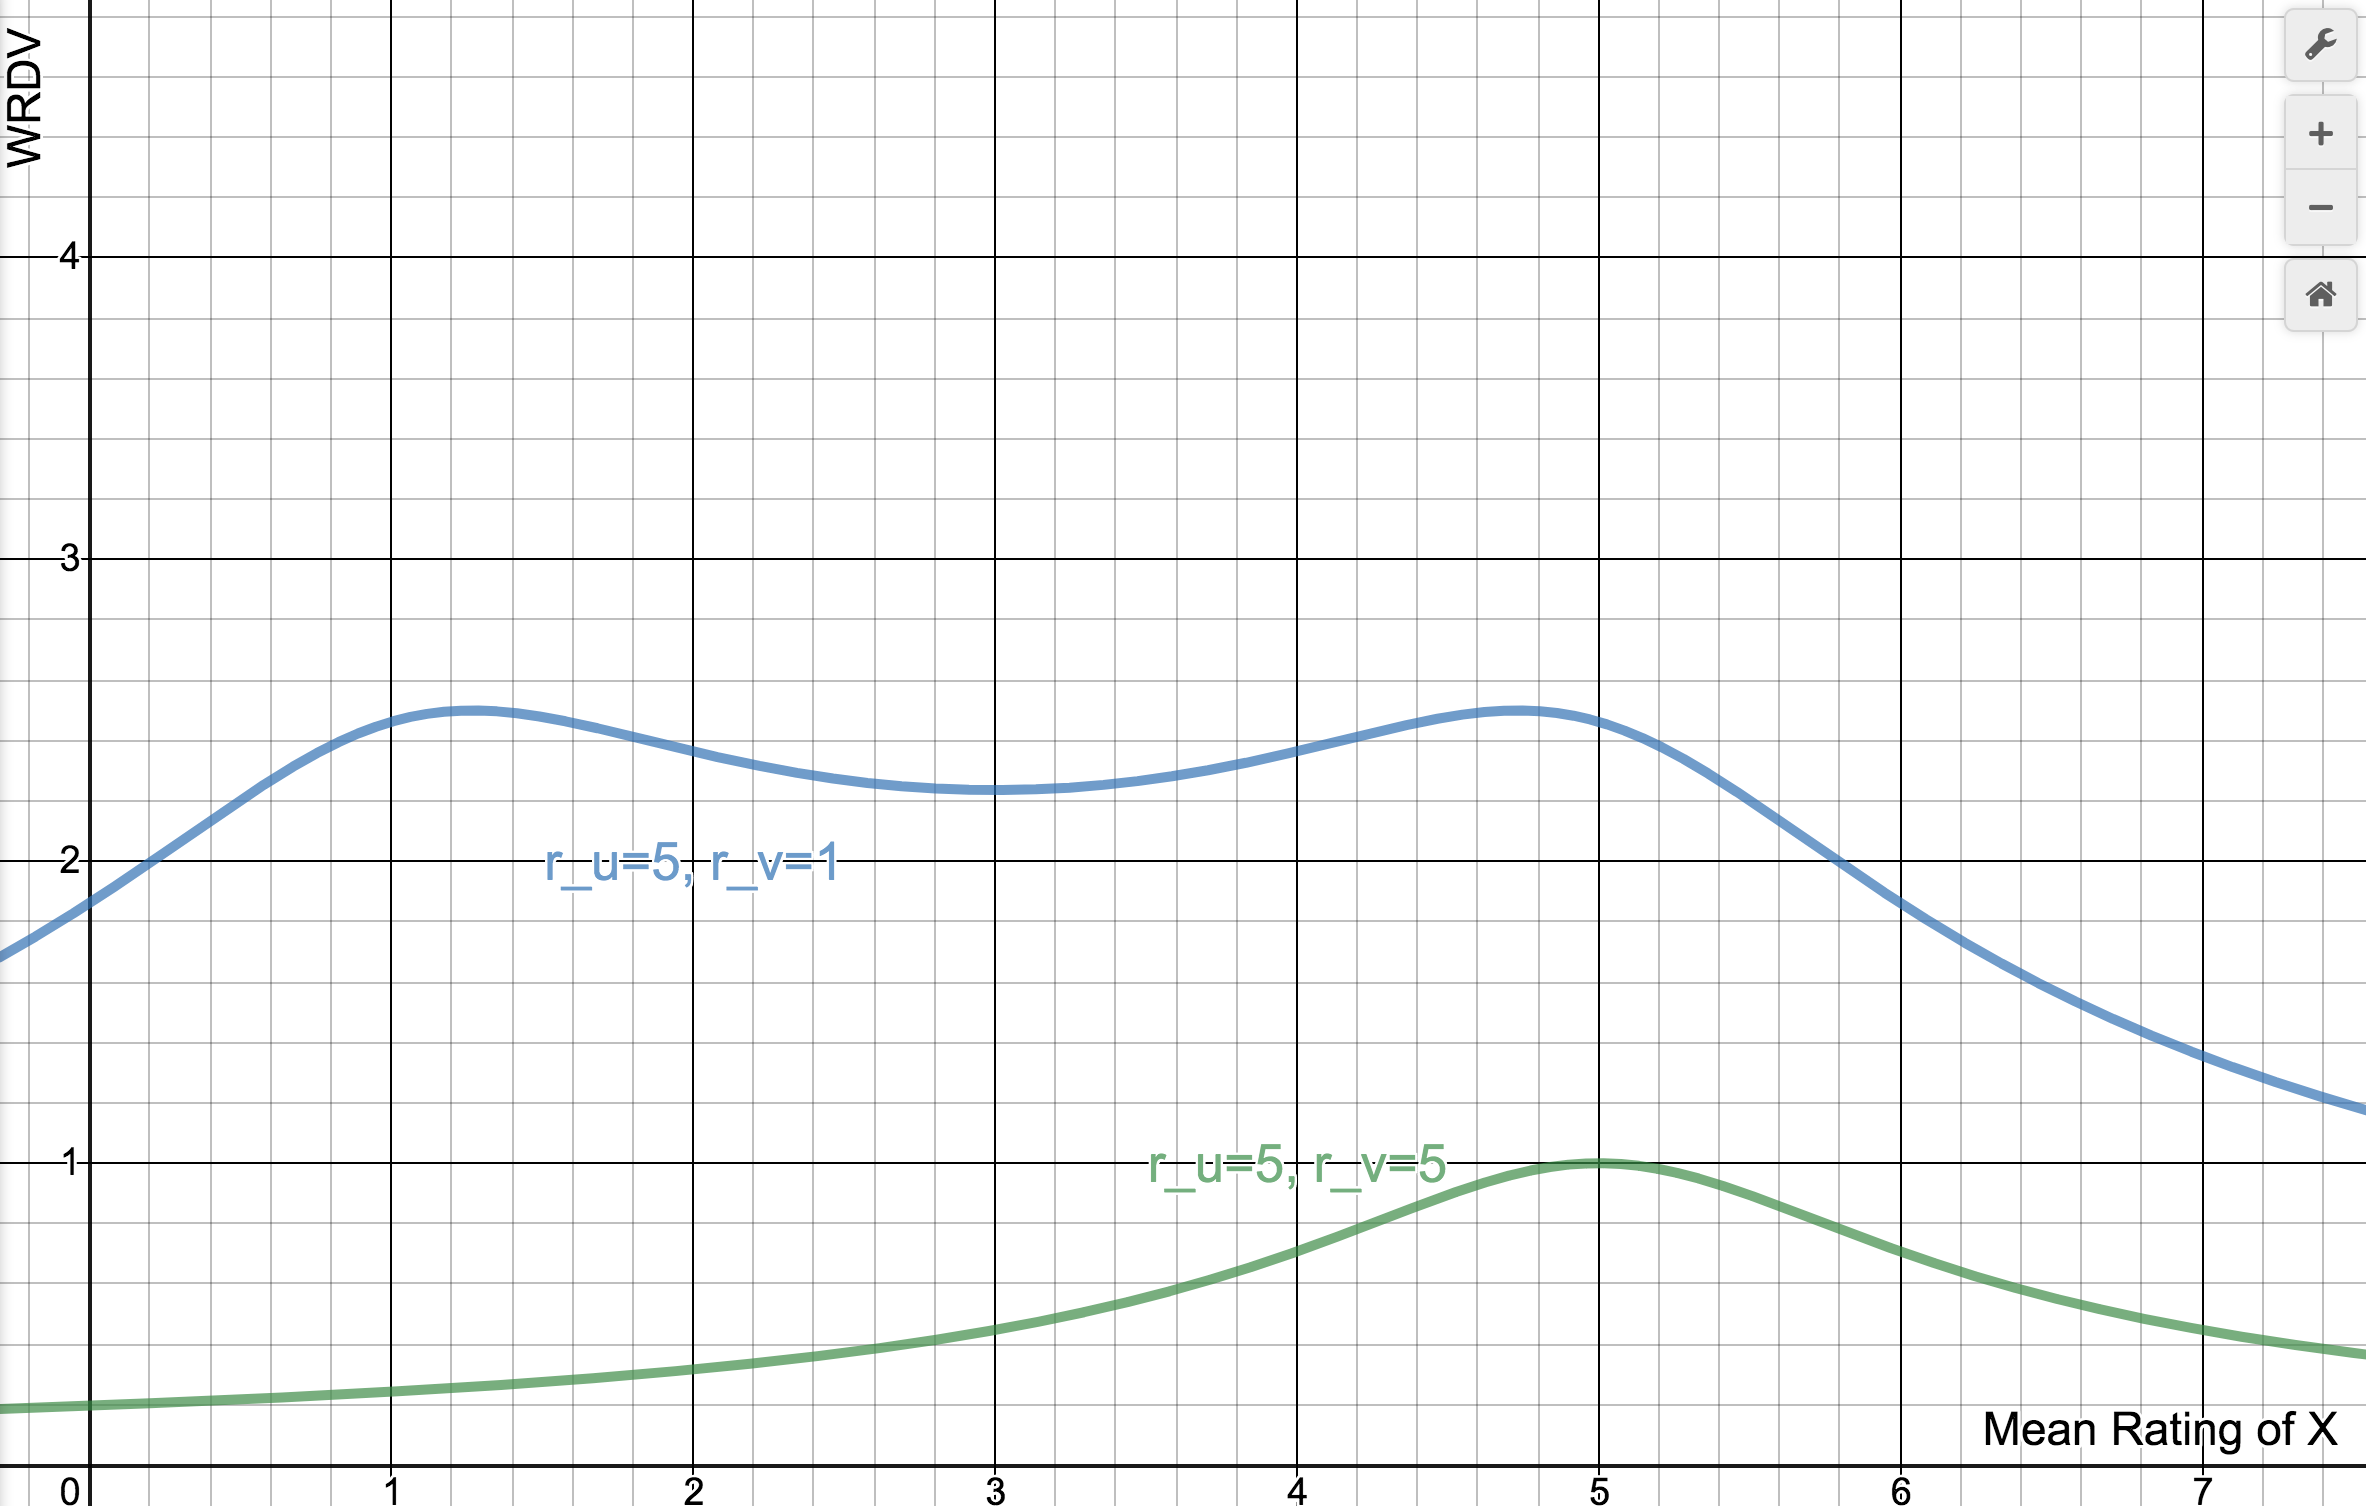 WRDV
4
3
2
r_u=5, r_v=1
1
r_u=5, r_v=5
Mean Rating of X
0 1 2 3 4 5 6 7